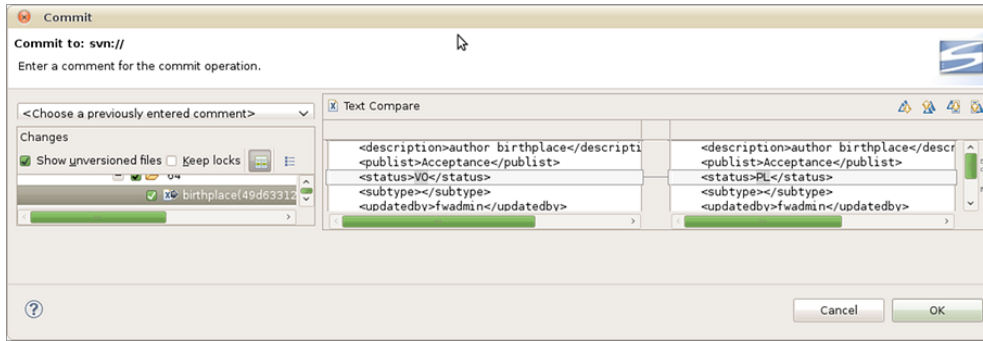 Commit
Commit to: svn://
Enter a comment for the commit operation.
<Choose a previously entered comment>
Changes
Show unversioned files Keep locks
64
birthplace(49d63312
Text Compare
<description>author birthplace</descripti
<publist>Acceptance</publist>
<status>VO</status>
<subtype></subtype>
<updatedby>fwadmin</updatedby>
<description>author birthplace</descr
<publist>Acceptance</publist>
<status>PL</status>
<subtype></subtype>
<updatedby>fwadmin</updatedby>
Cancel
OK